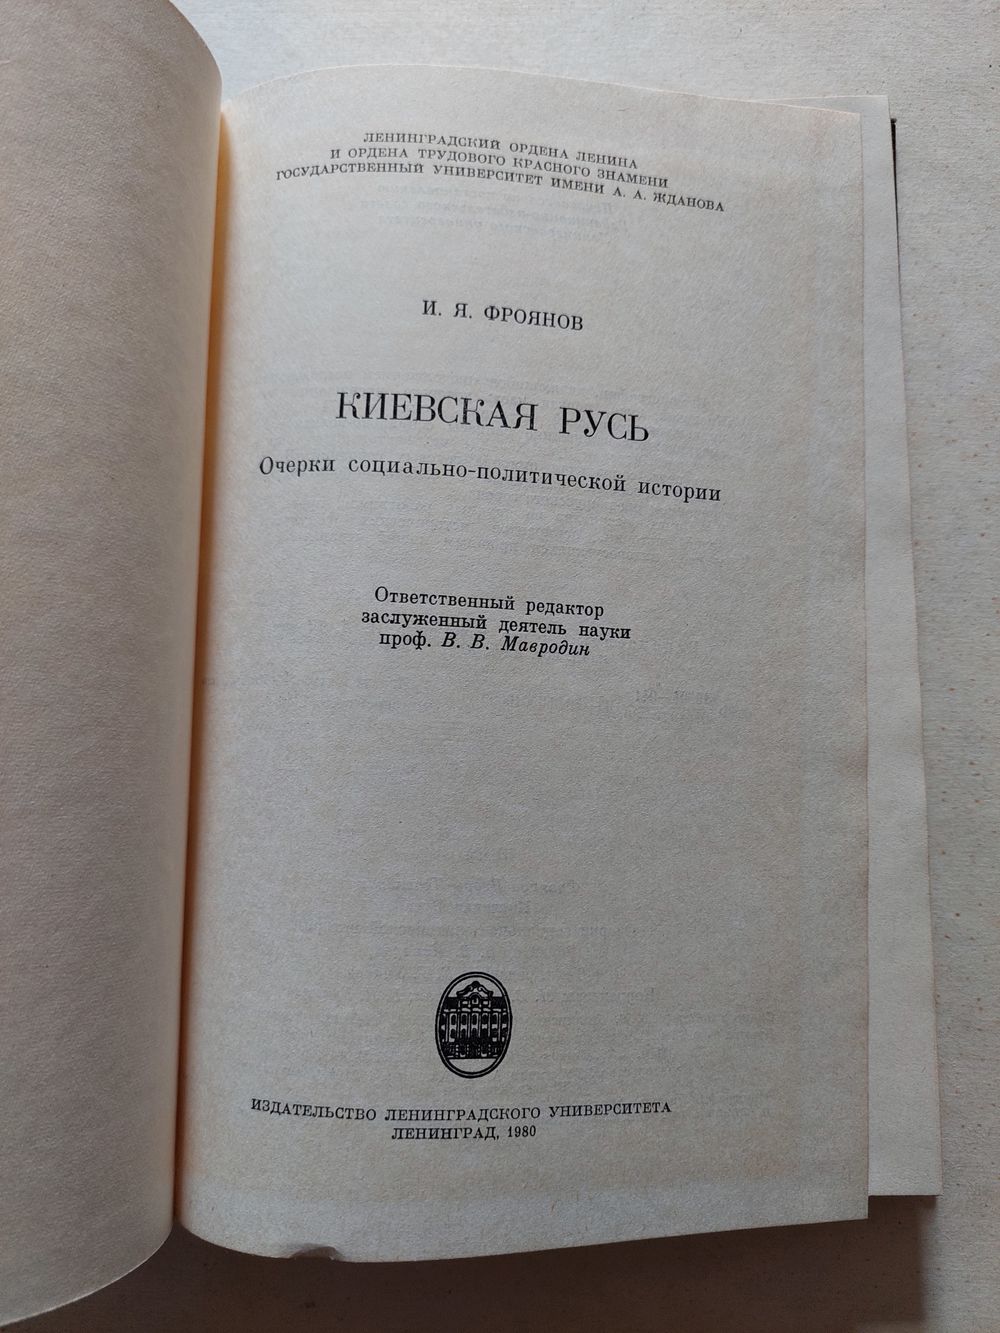 ЛЕНИНГРАДСКИЙ ОРДЕНА ЛЕНИНА
И ОРДЕНА ТРУДОВОГО КРАСНОГО ЗНАМЕНИ
ГОСУДАРСТВЕННЫЙ УНИВЕРСИТЕТ ИМЕНИ А. А. ЖДАНОВА
И. Я. ФРОЯНОВ
КИЕВСКАЯ РУСЬ
Очерки социально-политической истории
Ответственный редактор
заслуженный деятель науки
проф. В. В. Мавродин
ИЗДАТЕЛЬСТВО ЛЕНИНГРАДСКОГО УНИВЕРСИТЕТА
ЛЕНИНГРАД, 1980